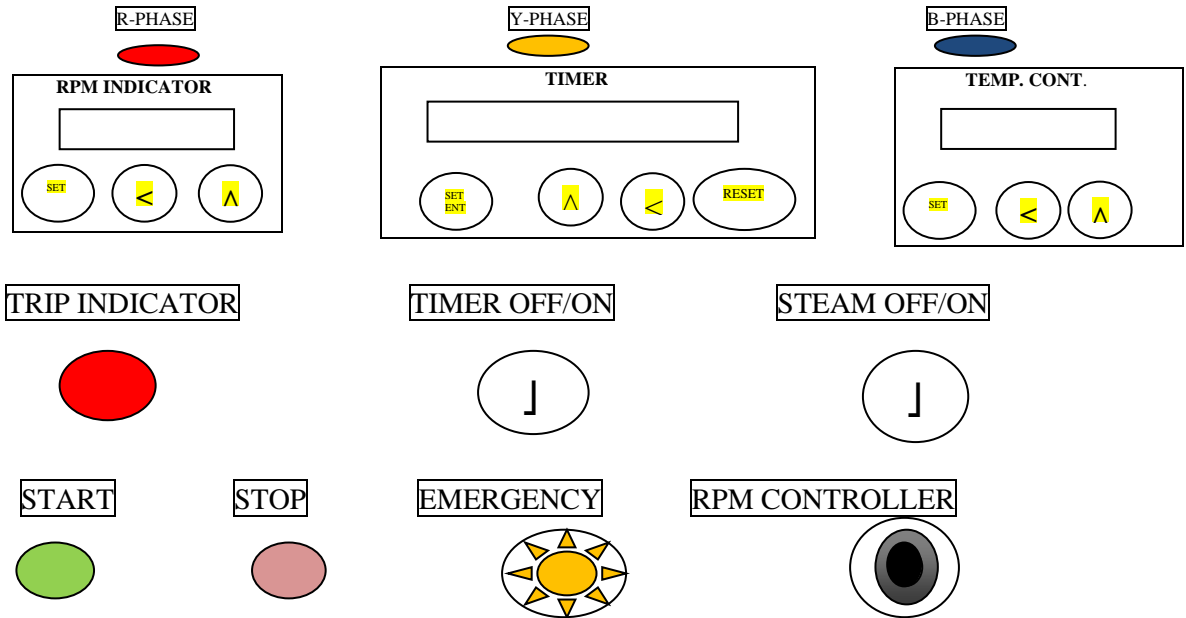 R-PHASE
Y-PHASE
B-PHASE
RPM INDICATOR
SET
<
^
TIMER
SET
ENT
^
<
RESET
TEMP. CONT.
SET
<
^
TRIP INDICATOR
TIMER OFF/ON
STEAM OFF/ON
┘
┘
START
STOP
EMERGENCY
RPM CONTROLLER